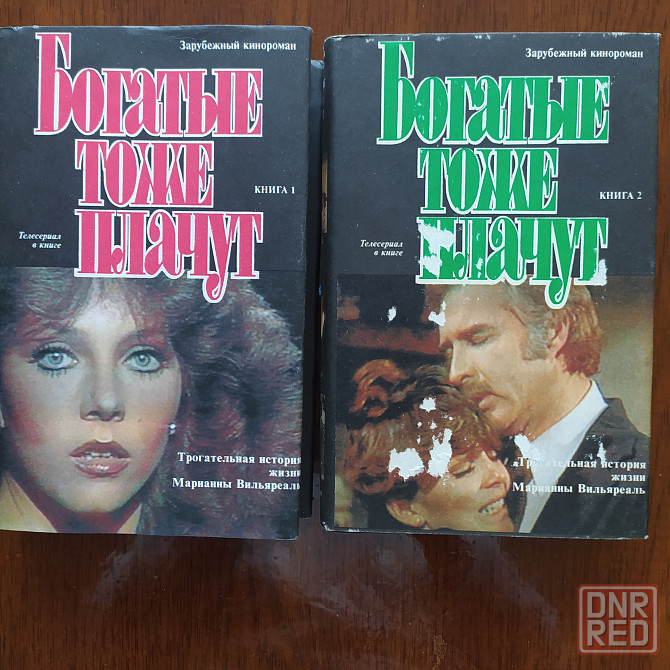 Зарубежный кинороман
Богатые
тоже
плачут
КНИГА 1
Телесериал
в книге
Трогательная история
жизни
Марианны Вильяреаль
Зарубежный кинороман
Богатые
тоже
плачут
КНИГА 2
Телесериал
в книге
Трогательная история
жизни
Марианны Вильяреаль
DNR
RED